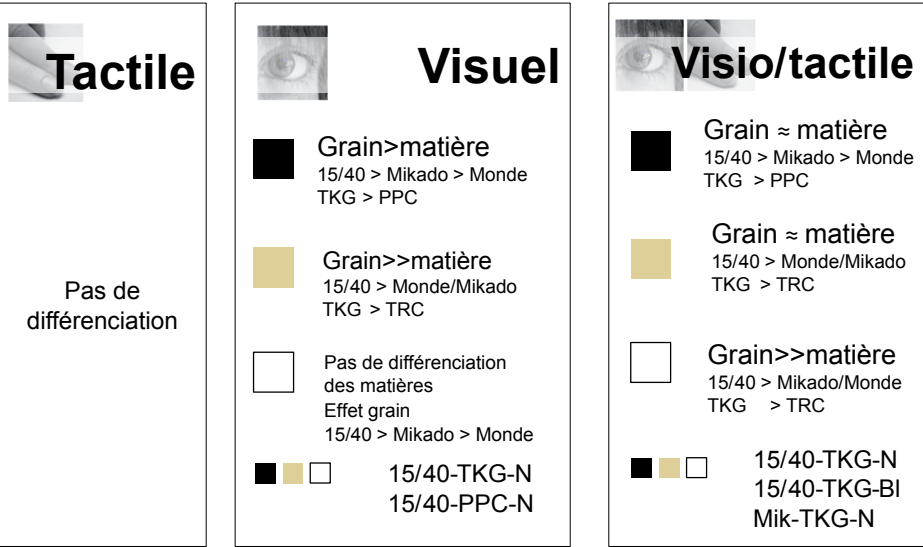 Tactile
Pas de
différenciation
Visuel
Grain>matière
15/40 > Mikado > Monde
TKG > PPC
Grain>>matière
15/40 > Monde/Mikado
TKG > TRC
Pas de différenciation
des matières
Effet grain
15/40 > Mikado > Monde
15/40-TKG-N
15/40-PPC-N
Visio/tactile
Grain ≈ matière
15/40 > Mikado > Monde
TKG > PPC
Grain ≈ matière
15/40 > Monde/Mikado
TKG > TRC
Grain>>matière
15/40 > Mikado/Monde
TKG > TRC
15/40-TKG-N
15/40-TKG-Bl
Mik-TKG-N